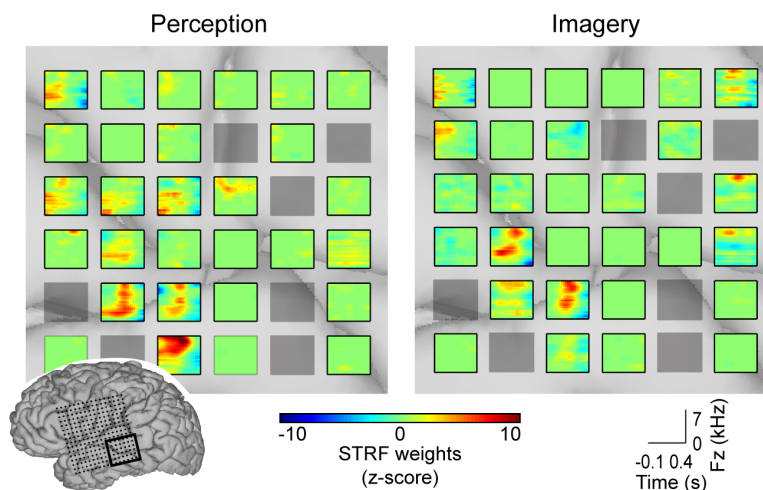 Perception
Imagery
-10 0 10
STRF weights
(z-score)
7
0
Fz (kHz)
-0.1 0.4
Time (s)